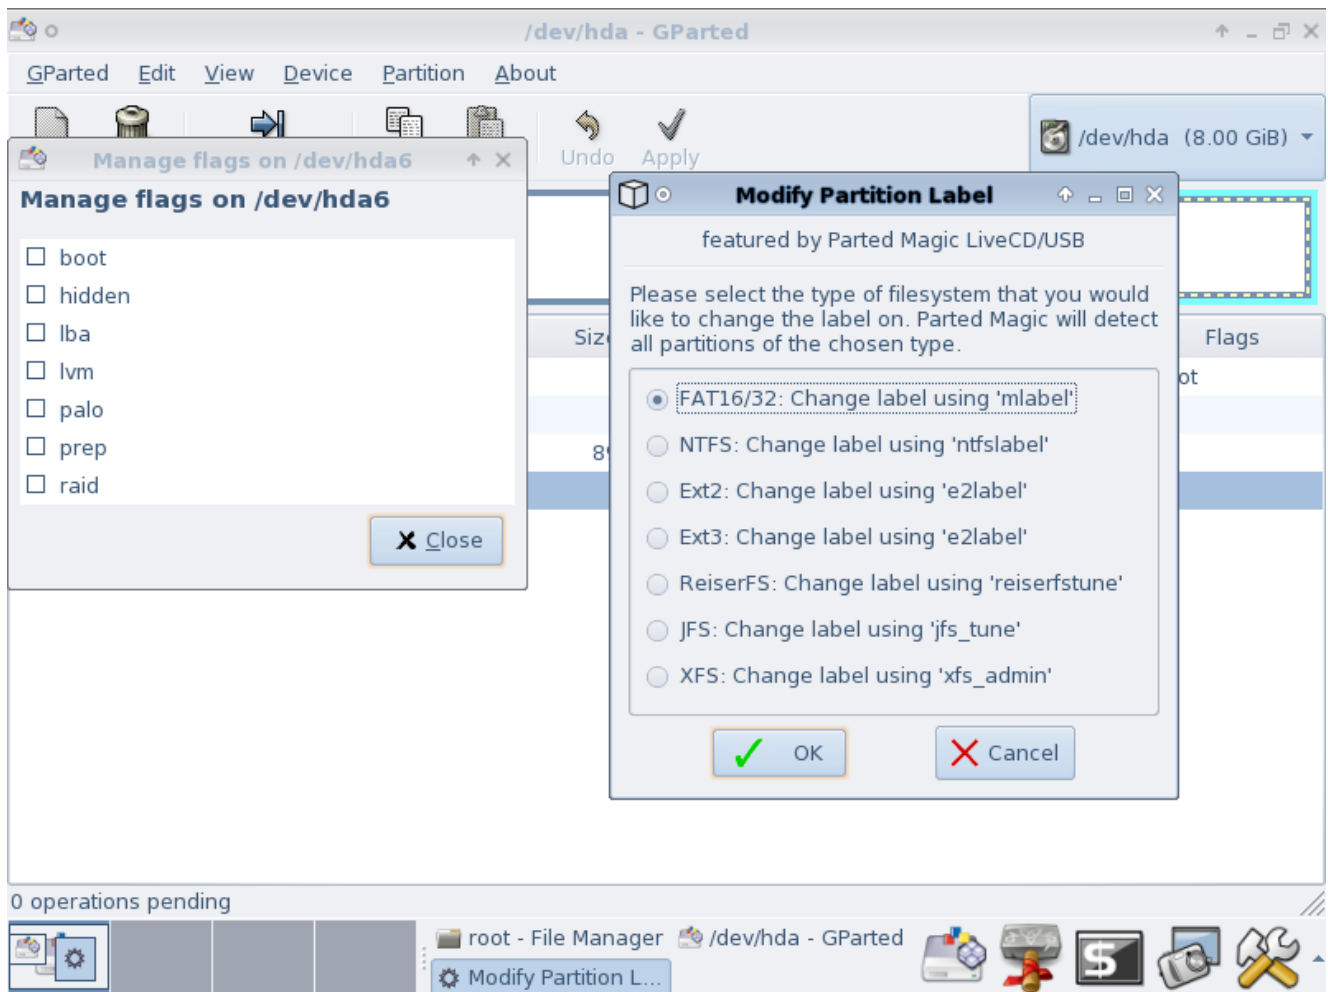 /dev/hda - GParted
GParted Edit View Device Partition About
Undo Apply
/dev/hda (8.00 GiB)
Manage flags on /dev/hda6
Manage flags on /dev/hda6
boot
hidden
lba
lvm
palo
prep
raid
Close
Modify Partition Label
featured by Parted Magic LiveCD/USB
Please select the type of filesystem that you would
like to change the label on. Parted Magic will detect
all partitions of the chosen type.
FAT16/32: Change label using 'mlabel'
NTFS: Change label using 'ntfslabel'
Ext2: Change label using 'e2label'
Ext3: Change label using 'e2label'
ReiserFS: Change label using 'reiserfstune'
JFS: Change label using 'jfs_tune'
XFS: Change label using 'xfs_admin'
OK Cancel
Flags
0 operations pending
root - File Manager /dev/hda - GParted
Modify Partition L...